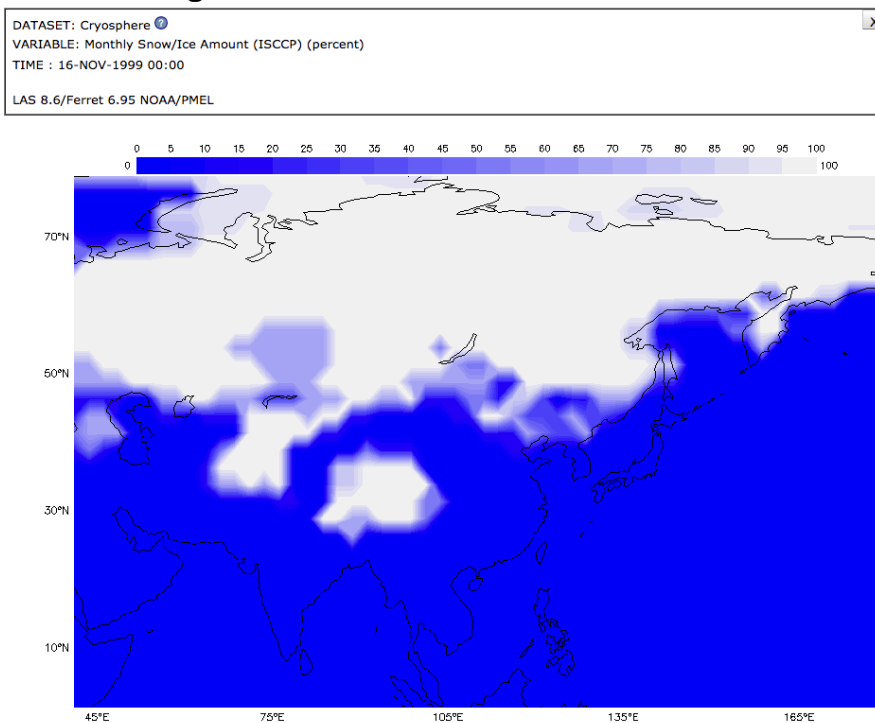 DATASET: Cryosphere ?
X
VARIABLE: Monthly Snow/Ice Amount (ISCCP) (percent)
TIME : 16-NOV-1999 00:00
LAS 8.6/Ferret 6.95 NOAA/PMEL
0 5 10 15 20 25 30 35 40 45 50 55 60 65 70 75 80 85 90 95 100
0 100
70°N
50°N
30°N
10°N
45°E 75°E 105°E 135°E 165°E